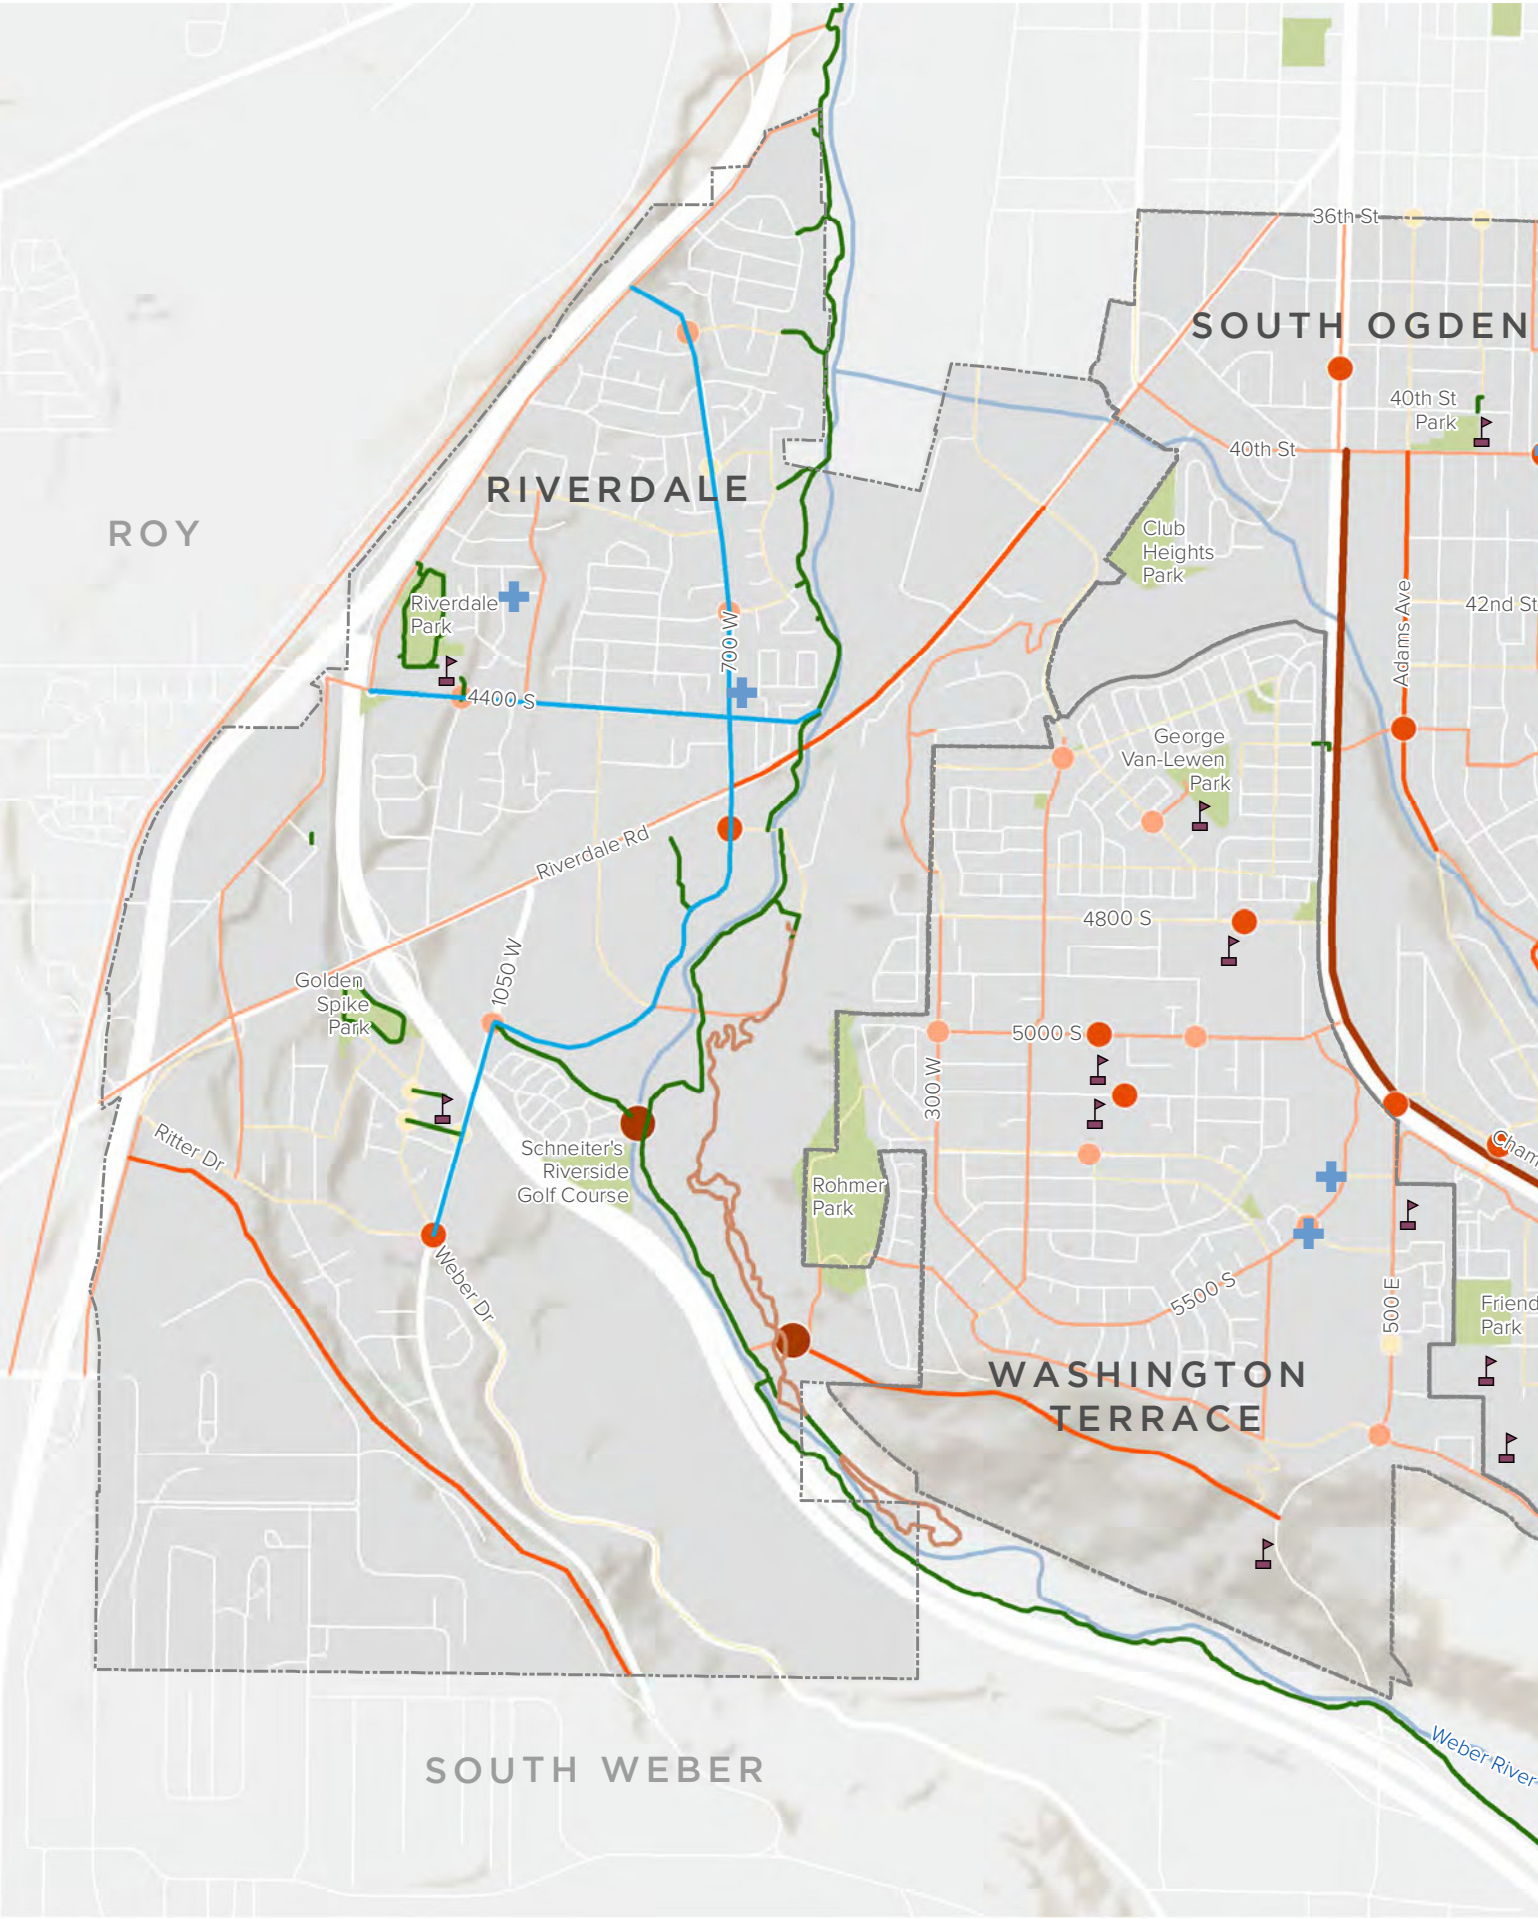 36th St
SOUTH OGDEN
40th St
Park
40th St
RIVERDALE
ROY
Club
Heights
Park
Riverdale
Park
42nd St
Adams Ave
700 W
4400 S
George
Van-Lewen
Park
Riverdale Rd
4800 S
1050 W
Golden
Spike
Park
5000 S
300 W
Ritter Dr
Schneiter's
Riverside
Golf Course
Cham
Rohmer
Park
Weber Dr
5500 S
500 E
Friend
Park
WASHINGTON
TERRACE
SOUTH WEBER
Weber River